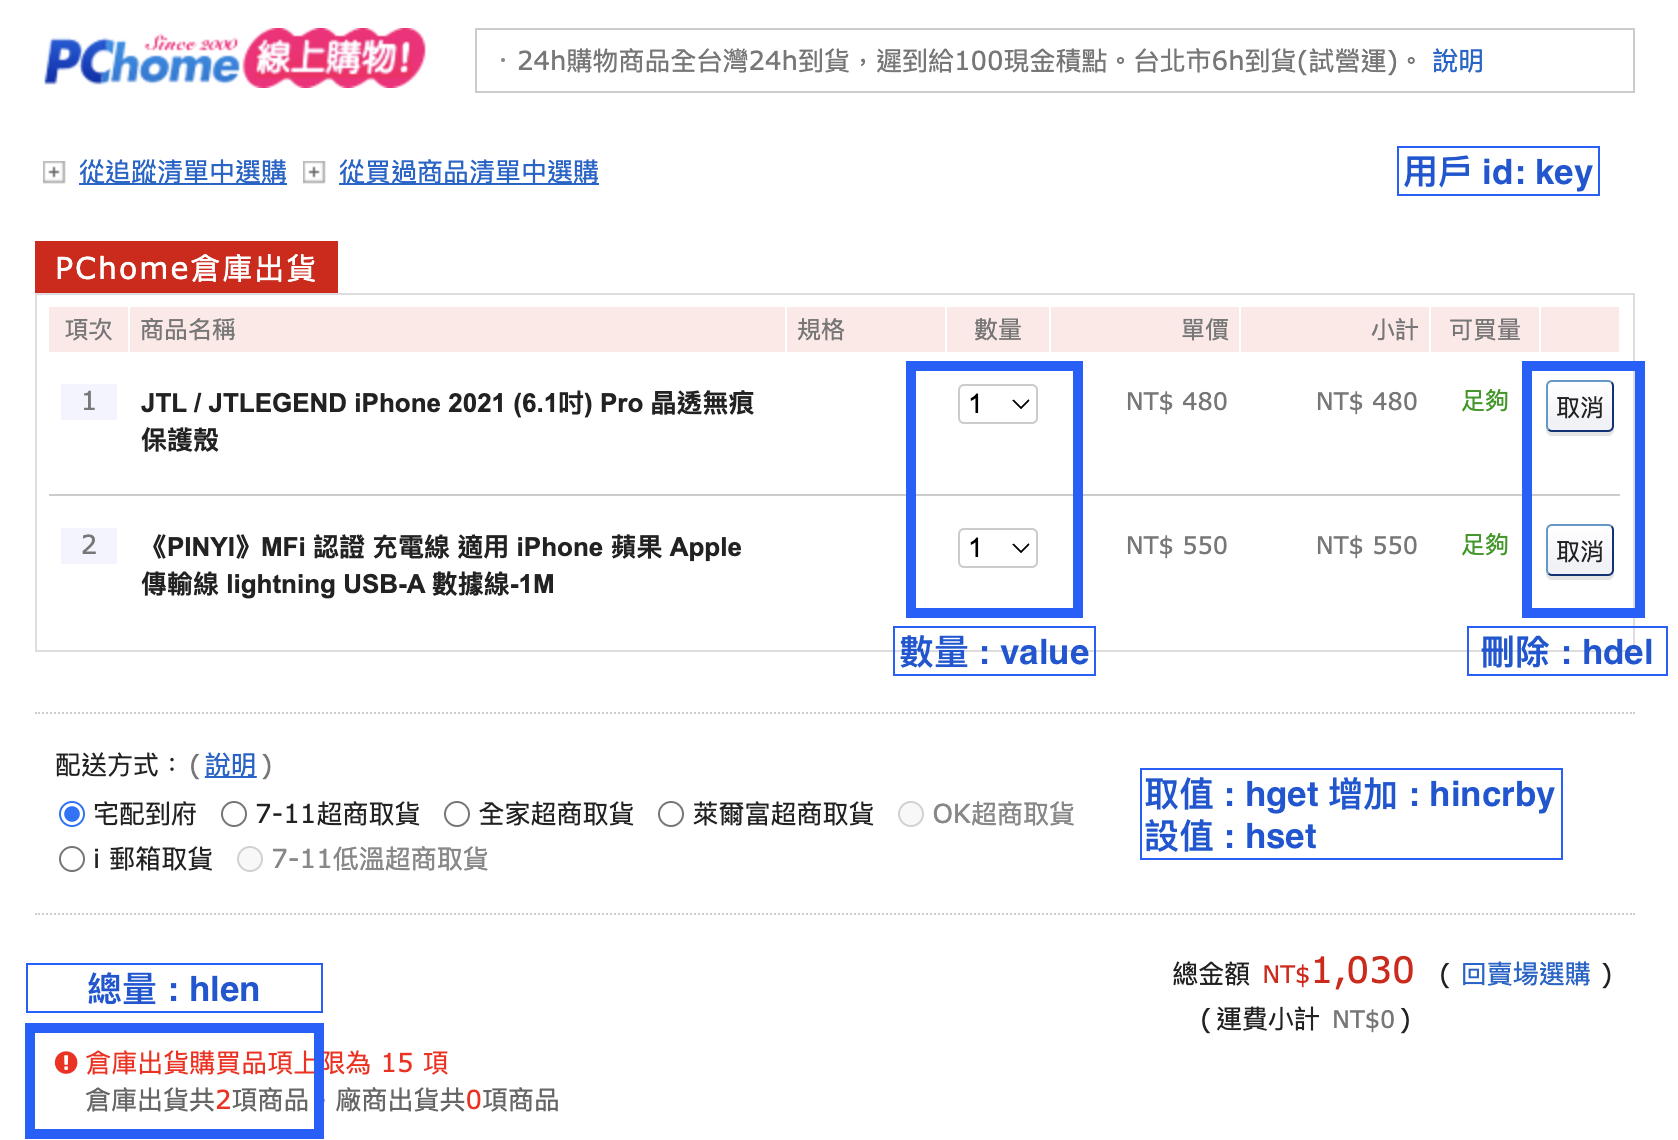 PChome Since 2000 線上購物!
· 24h購物商品全台灣24h到貨，遲到給100現金積點。台北市6h到貨(試營運)。 說明
從追蹤清單中選購 從買過商品清單中選購
用戶 id: key
PChome倉庫出貨
項次 商品名稱 規格 數量 單價 小計 可買量
1 JTL / JTLEGEND iPhone 2021 (6.1吋) Pro 晶透無痕 1 NT$ 480 NT$ 480 足夠 取消
保護殼
2 《PINYI》MFi 認證 充電線 適用 iPhone 蘋果 Apple 1 NT$ 550 NT$ 550 足夠 取消
傳輸線 lightning USB-A 數據線-1M
數量：value 刪除：hdel
配送方式：(說明)
宅配到府 7-11超商取貨 全家超商取貨 萊爾富超商取貨 OK超商取貨
i 郵箱取貨 7-11低溫超商取貨
取值：hget 增加：hincrby
設值：hset
總金額 NT$1,030 ( 回賣場選購 )
(運費小計 NT$0)
總量：hlen
倉庫出貨購買品項上限為 15 項
倉庫出貨共2項商品、廠商出貨共0項商品